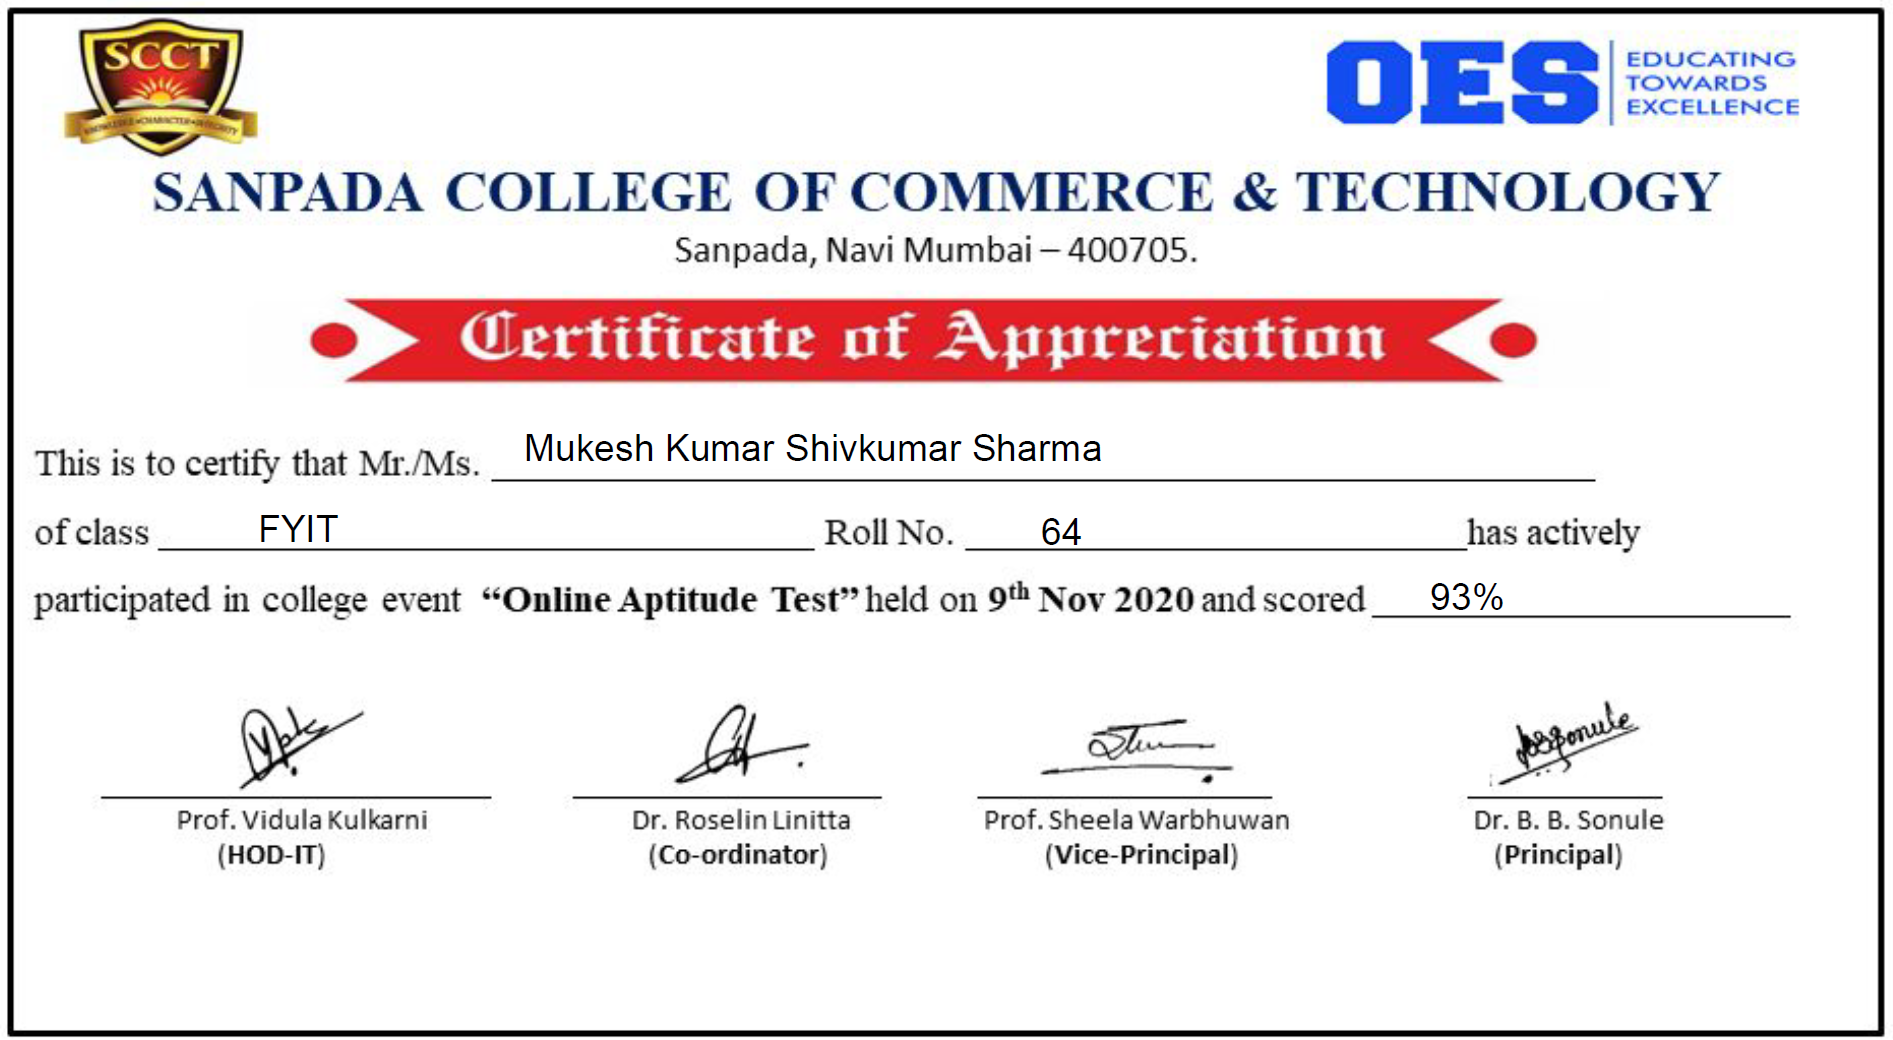 SCCT
KNOWLEDGE•CHARACTER•INTEGRITY
OES
EDUCATING
TOWARDS
EXCELLENCE
SANPADA COLLEGE OF COMMERCE & TECHNOLOGY
Sanpada, Navi Mumbai – 400705.
Certificate of Appreciation
This is to certify that Mr./Ms. Mukesh Kumar Shivkumar Sharma
of class FYIT Roll No. 64 has actively
participated in college event “Online Aptitude Test” held on 9th Nov 2020 and scored 93%
Prof. Vidula Kulkarni Dr. Roselin Linitta Prof. Sheela Warbhuwan Dr. B. B. Sonule
(HOD-IT) (Co-ordinator) (Vice-Principal) (Principal)